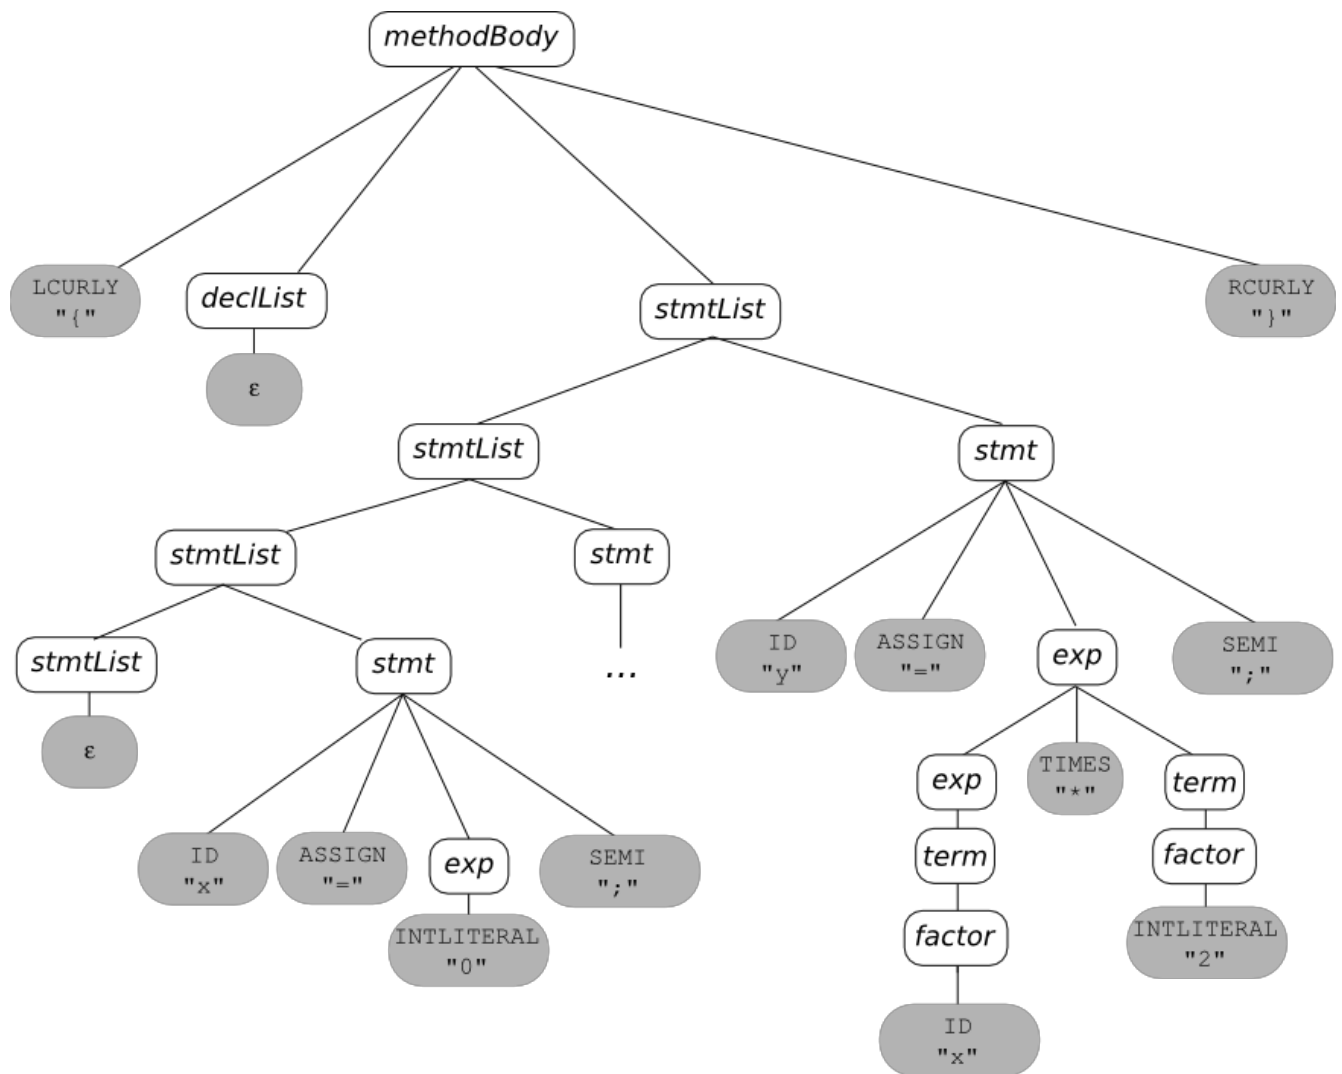 methodBody
LCURLY
"{"
declList
stmtList
RCURLY
"}"
ε
stmtList
stmt
stmtList
stmt
ID
"y"
ASSIGN
"="
exp
SEMI
";"
stmtList
stmt
...
ε
exp
TIMES
"*"
term
ID
"x"
ASSIGN
"="
exp
SEMI
";"
term
factor
INTLITERAL
"0"
factor
INTLITERAL
"2"
ID
"x"